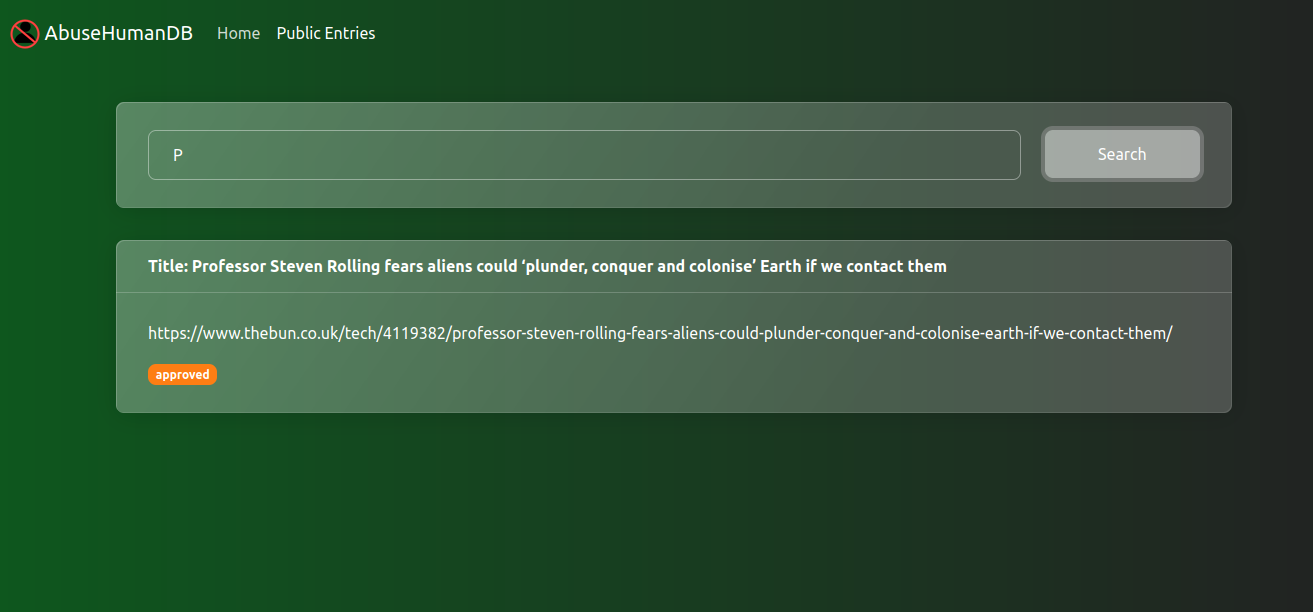 AbuseHumanDB Home Public Entries
P Search
Title: Professor Steven Rolling fears aliens could ‘plunder, conquer and colonise’ Earth if we contact them
https://www.thebun.co.uk/tech/4119382/professor-steven-rolling-fears-aliens-could-plunder-conquer-and-colonise-earth-if-we-contact-them/
approved